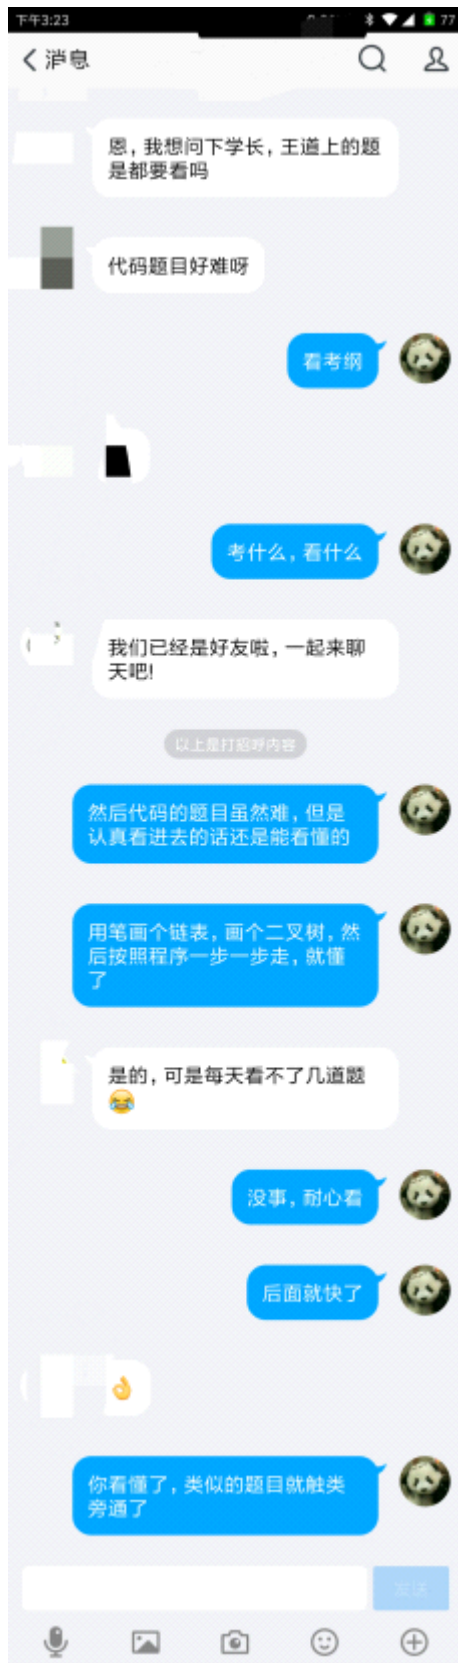 下午3:23
77
消息
恩，我想问下学长，王道上的题
是都要看吗
代码题目好难呀
看考纲
考什么，看什么
我们已经是好友啦，一起来聊
天吧!
以上是打招呼内容
然后代码的题目虽然难，但是
认真看进去的话还是能看懂的
用笔画个链表，画个二叉树，然
后按照程序一步一步走，就懂
了
是的，可是每天看不了几道题
😂
没事，耐心看
后面就快了
👌
你看懂了，类似的题目就触类
旁通了
发送